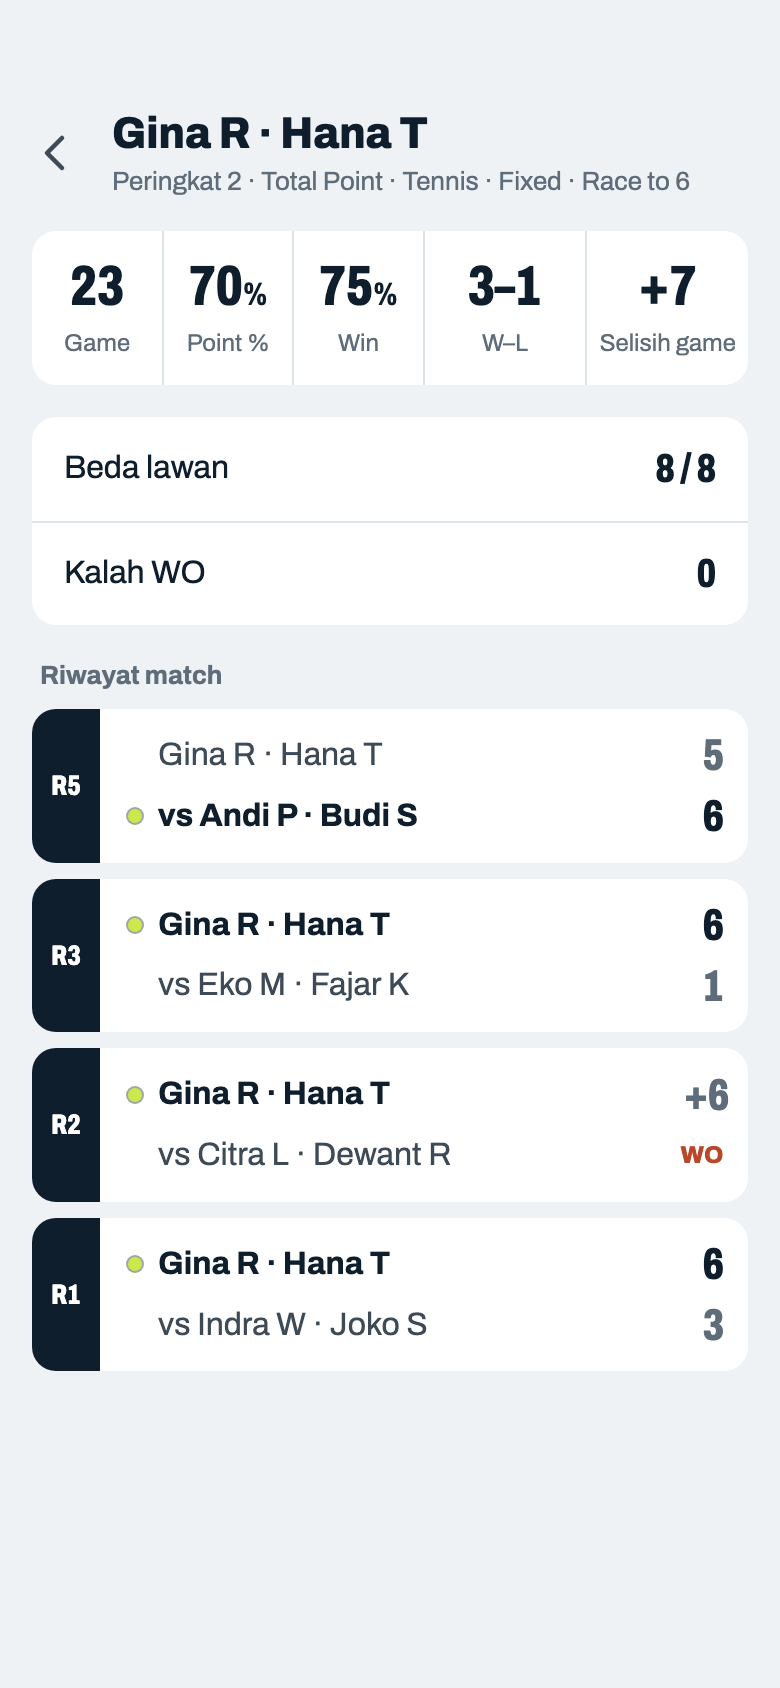 Gina R · Hana T
Peringkat 2 · Total Point · Tennis · Fixed · Race to 6
23 70% 75% 3–1 +7
Game Point % Win W–L Selisih game
Beda lawan 8/8
Kalah WO 0
Riwayat match
R5
Gina R · Hana T 5
vs Andi P · Budi S 6
R3
Gina R · Hana T 6
vs Eko M · Fajar K 1
R2
Gina R · Hana T +6
vs Citra L · Dewant R WO
R1
Gina R · Hana T 6
vs Indra W · Joko S 3